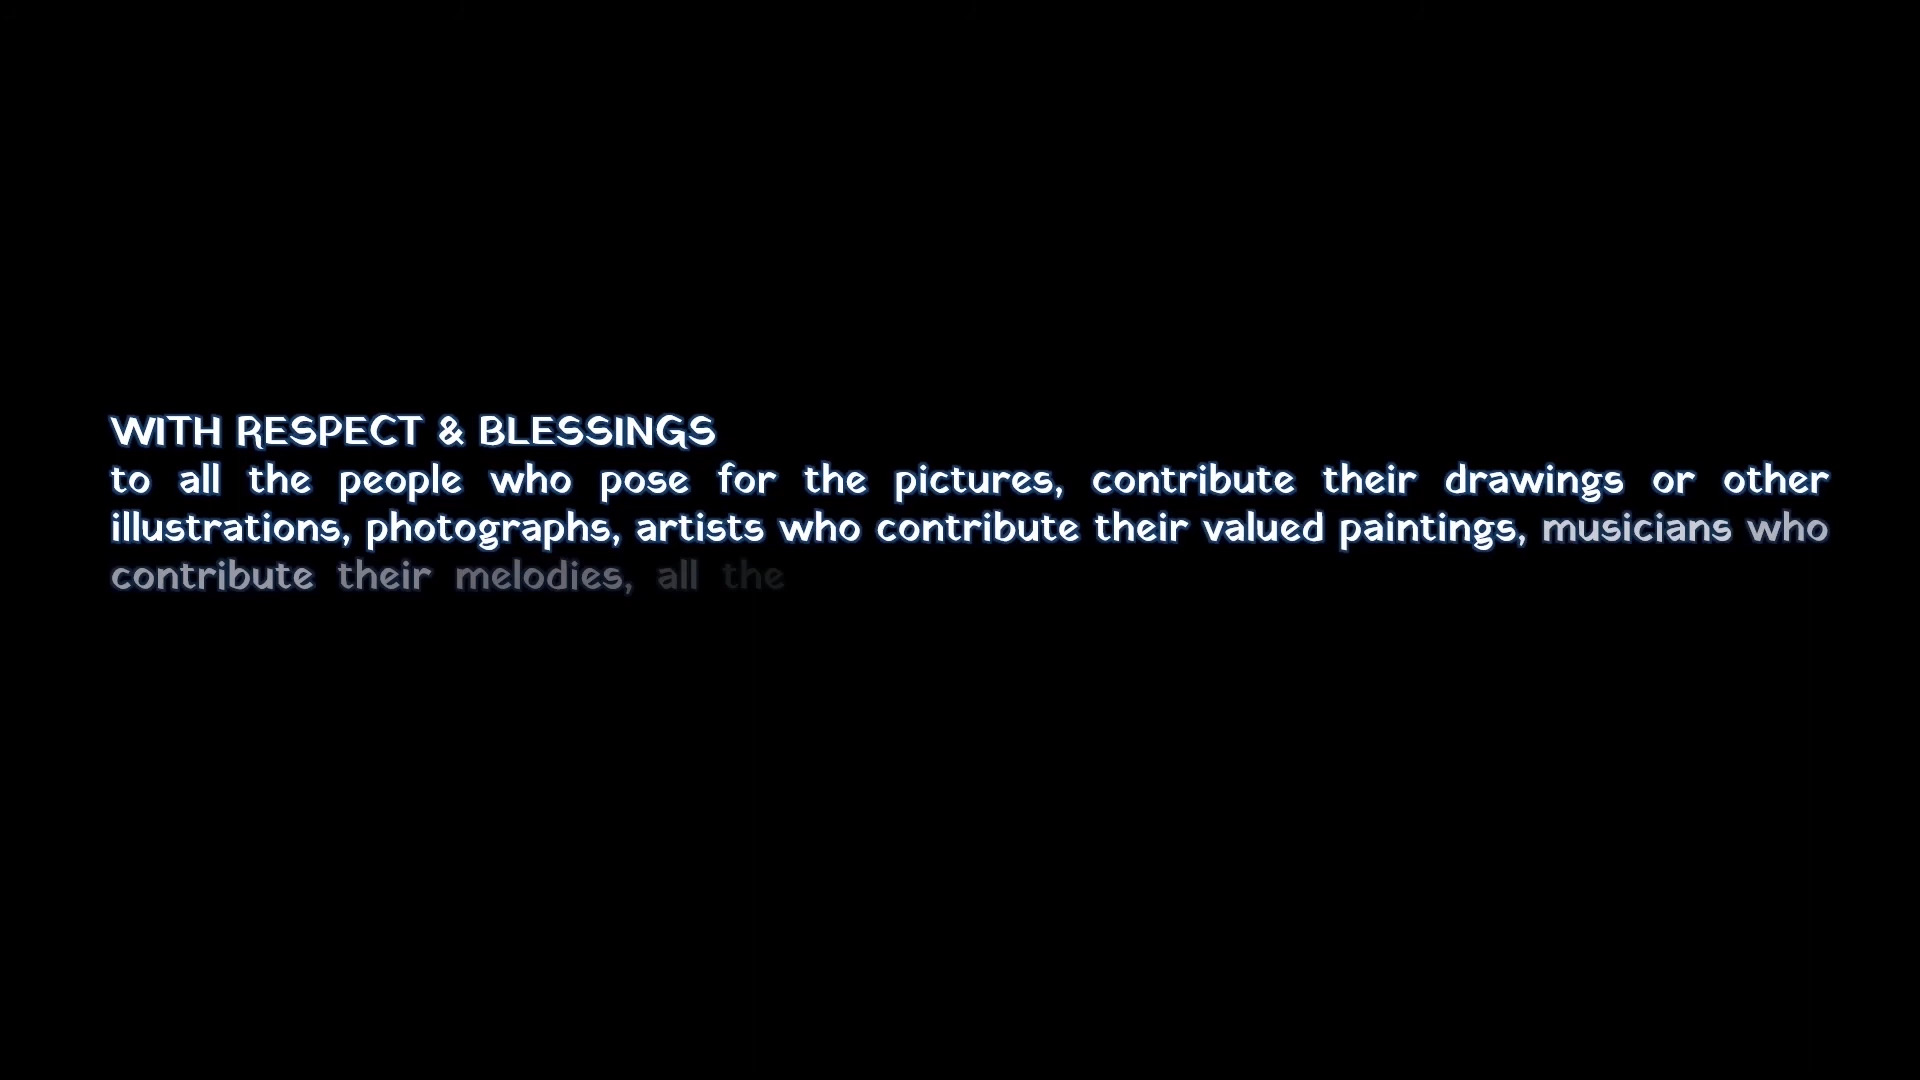 WITH RESPECT & BLESSINGS
to all the people who pose for the pictures, contribute their drawings or other
illustrations, photographs, artists who contribute their valued paintings, musicians who
contribute their melodies, all the